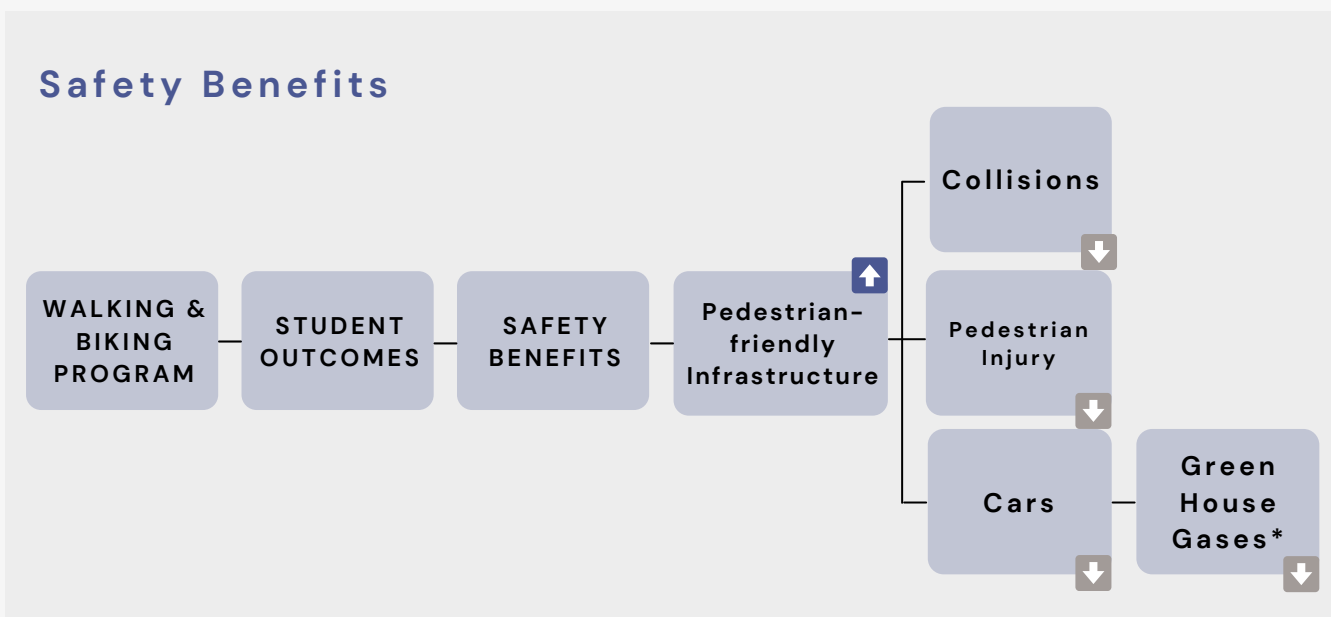 Safety Benefits
Collisions
WALKING &
BIKING
PROGRAM
STUDENT
OUTCOMES
SAFETY
BENEFITS
Pedestrian-
friendly
Infrastructure
Pedestrian
Injury
Cars
Green
House
Gases*